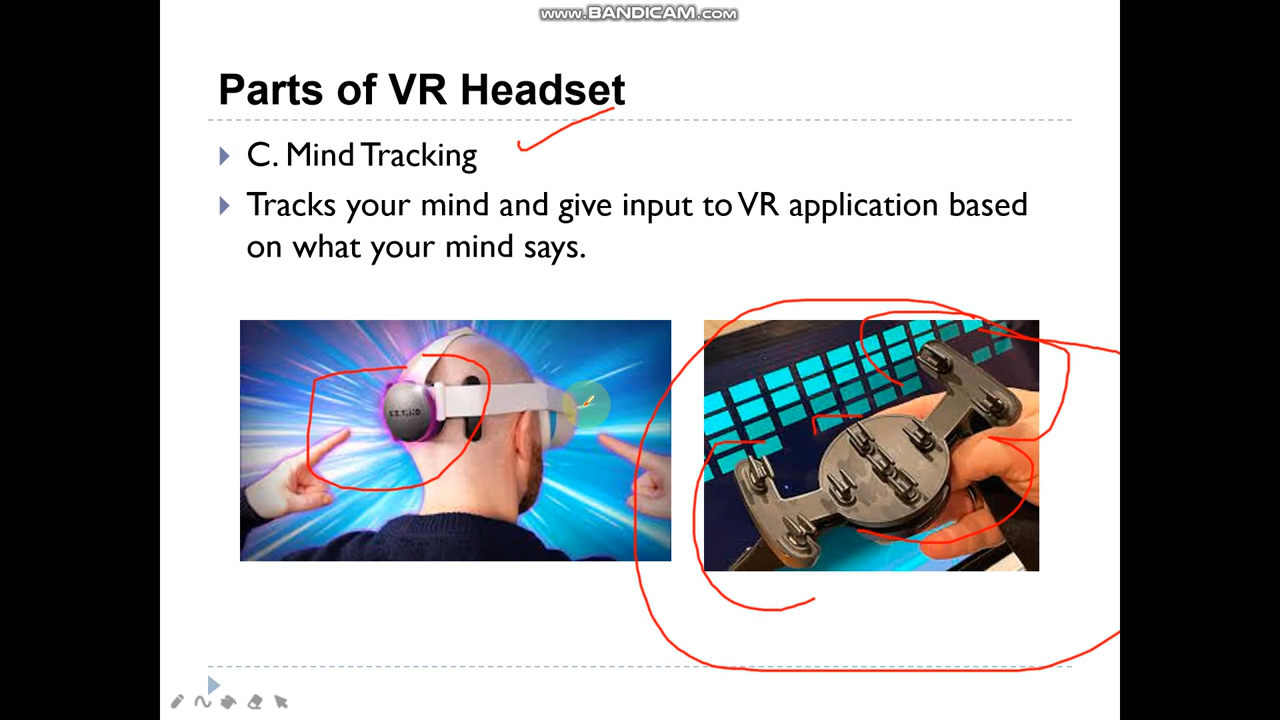 www.BANDICAM.com
Parts of VR Headset
C. Mind Tracking
Tracks your mind and give input to VR application based
on what your mind says.